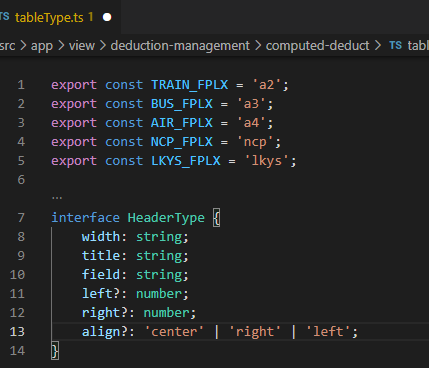 TS tableType.ts 1 ●
src > app > view > deduction-management > computed-deduct > TS tabl
1 export const TRAIN_FPLX = 'a2';
2 export const BUS_FPLX = 'a3';
3 export const AIR_FPLX = 'a4';
4 export const NCP_FPLX = 'ncp';
5 export const LKYS_FPLX = 'lkys';
6
...
7 interface HeaderType {
8 width: string;
9 title: string;
10 field: string;
11 left?: number;
12 right?: number;
13 align?: 'center' | 'right' | 'left';
14 }